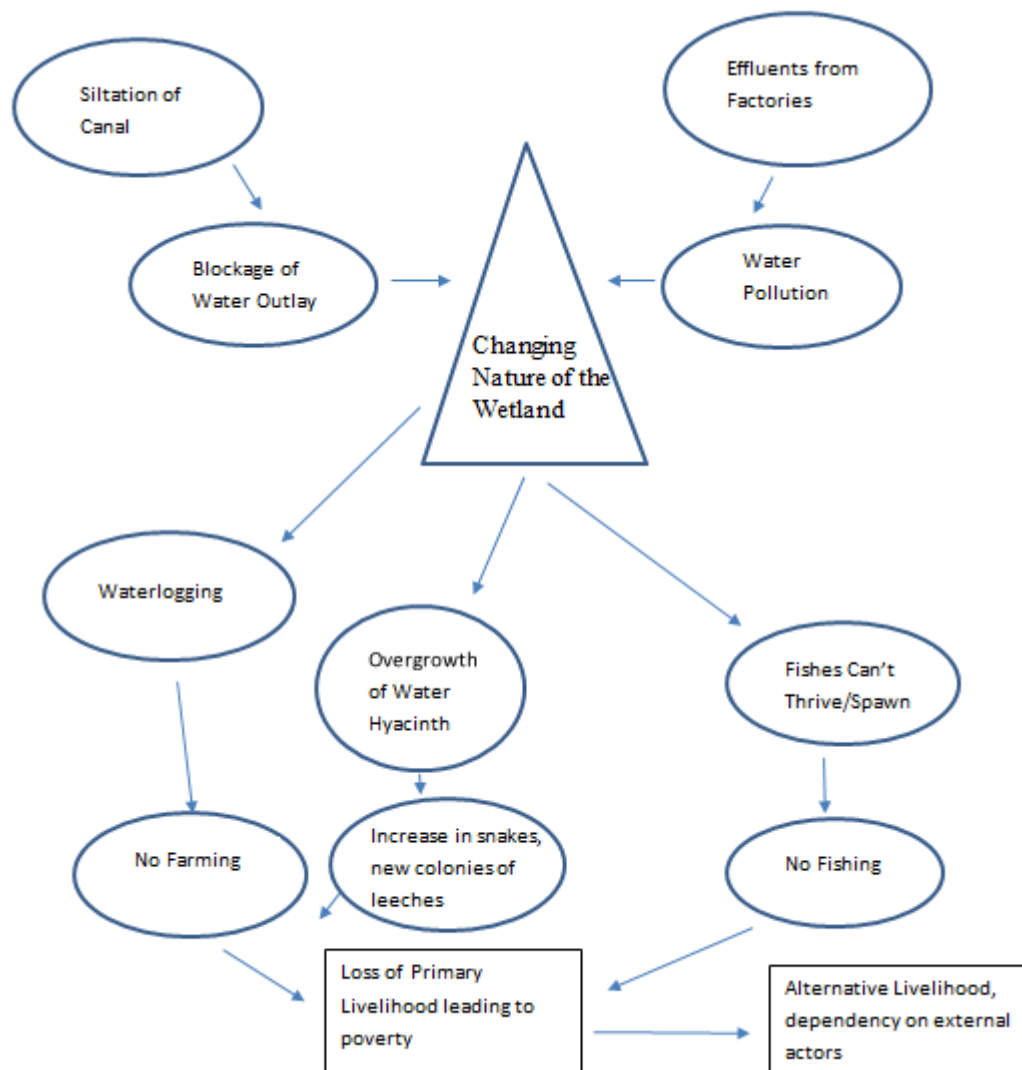 Siltation of
Canal
Effluents from
Factories
Blockage of
Water Outlay
Water
Pollution
Changing
Nature of the
Wetland
Waterlogging
Overgrowth
of Water
Hyacinth
Fishes Can't
Thrive/Spawn
No Farming
Increase in snakes,
new colonies of
leeches
No Fishing
Loss of Primary
Livelihood leading to
poverty
Alternative Livelihood,
dependency on external
actors